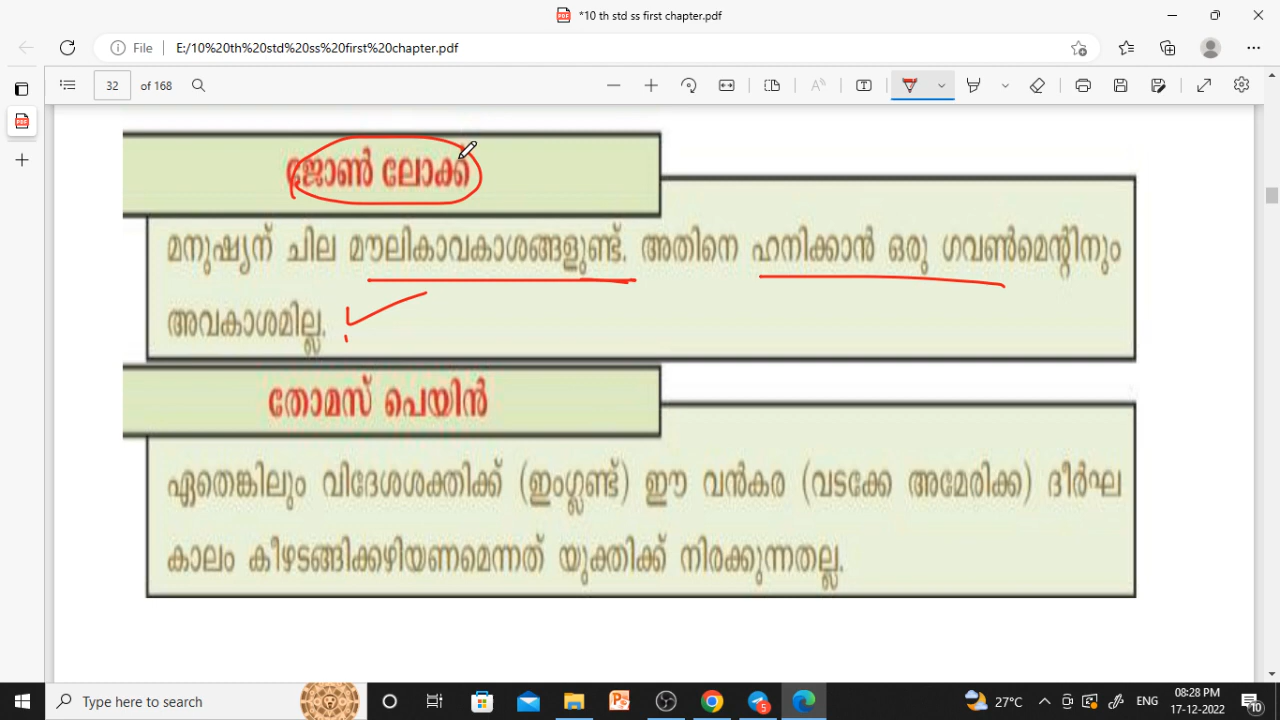 *10 th std ss first chapter.pdf
File
E:/10%20th%20std%20ss%20first%20chapter.pdf
32 of 168
ജോൺ ലോക്ക്
മനുഷ്യന് ചില മൗലികാവകാശങ്ങളുണ്ട്. അതിനെ ഹനിക്കാൻ ഒരു ഗവൺമെന്റിനും
അവകാശമില്ല.
തോമസ് പെയിൻ
ഏതെങ്കിലും വിദേശശക്തിക്ക് (ഇംഗ്ലണ്ട്) ഈ വൻകര (വടക്കേ അമേരിക്ക) ദീർഘ
കാലം കീഴടങ്ങിക്കഴിയണമെന്നത് യുക്തിക്ക് നിരക്കുന്നതല്ല.
Type here to search
5
27°C
ENG
08:28 PM
17-12-2022
10